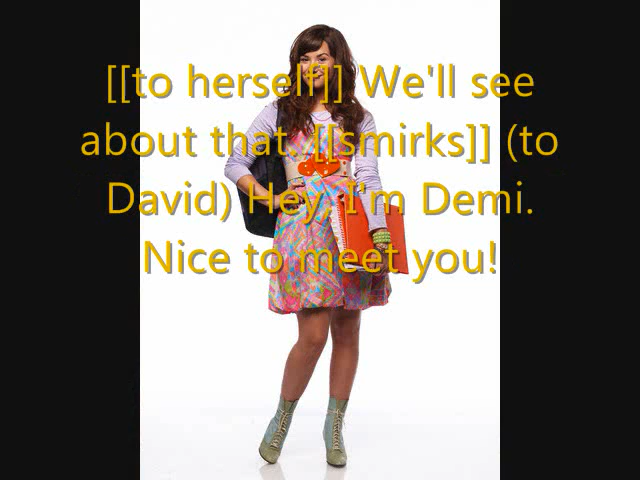 [[to herself]] We'll see
about that. [[smirks]] (to
David) Hey, I'm Demi.
Nice to meet you!